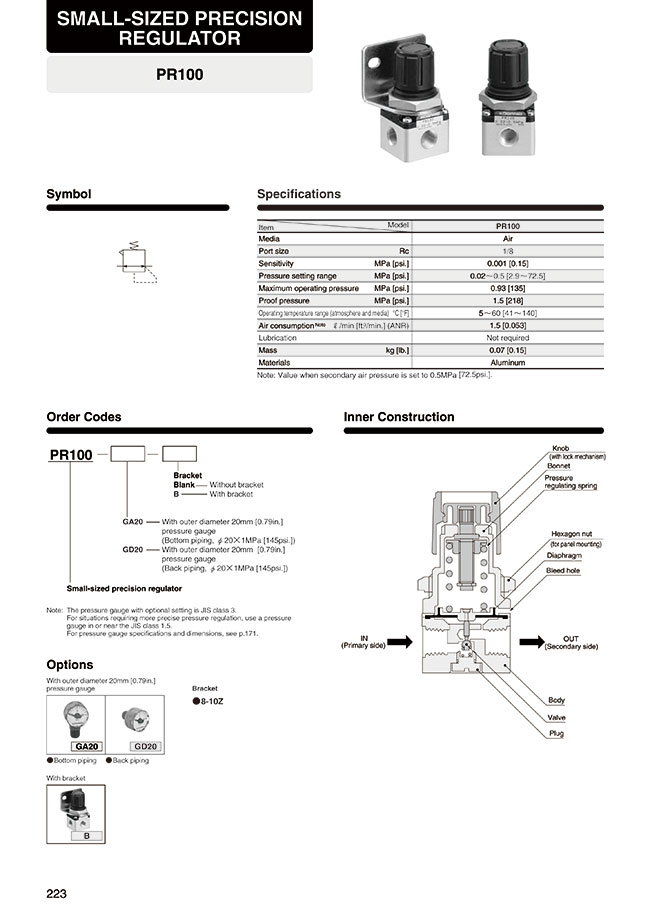 SMALL-SIZED PRECISION
REGULATOR
PR100
Symbol
Specifications
Item Model PR100
Media Air
Port size Rc 1/8
Sensitivity MPa [psi.] 0.001 [0.15]
Pressure setting range MPa [psi.] 0.02～0.5 [2.9～72.5]
Maximum operating pressure MPa [psi.] 0.93 [135]
Proof pressure MPa [psi.] 1.5 [218]
Operating temperature range (atmosphere and media) °C [°F] 5～60 [41～140]
Air consumption Note ℓ/min [ft³/min.] (ANR) 1.5 [0.053]
Lubrication Not required
Mass kg [lb.] 0.07 [0.15]
Materials Aluminum
Note: Value when secondary air pressure is set to 0.5MPa [72.5psi.].
Order Codes
PR100 — —
Bracket
Blank — Without bracket
B — With bracket
GA20 — With outer diameter 20mm [0.79in.]
pressure gauge
(Bottom piping, φ20×1MPa [145psi.])
GD20 — With outer diameter 20mm [0.79in.]
pressure gauge
(Back piping, φ20×1MPa [145psi.])
Small-sized precision regulator
Note: The pressure gauge with optional setting is JIS class 3.
For situations requiring more precise pressure regulation, use a pressure
gauge in or near the JIS class 1.5.
For pressure gauge specifications and dimensions, see p.171.
Inner Construction
Knob
(with lock mechanism)
Bonnet
Pressure
regulating spring
Hexagon nut
(for panel mounting)
Diaphragm
Bleed hole
IN
(Primary side)
OUT
(Secondary side)
Body
Valve
Plug
Options
With outer diameter 20mm [0.79in.]
pressure gauge
GA20
GD20
●Bottom piping ●Back piping
Bracket
●8-10Z
With bracket
B
223